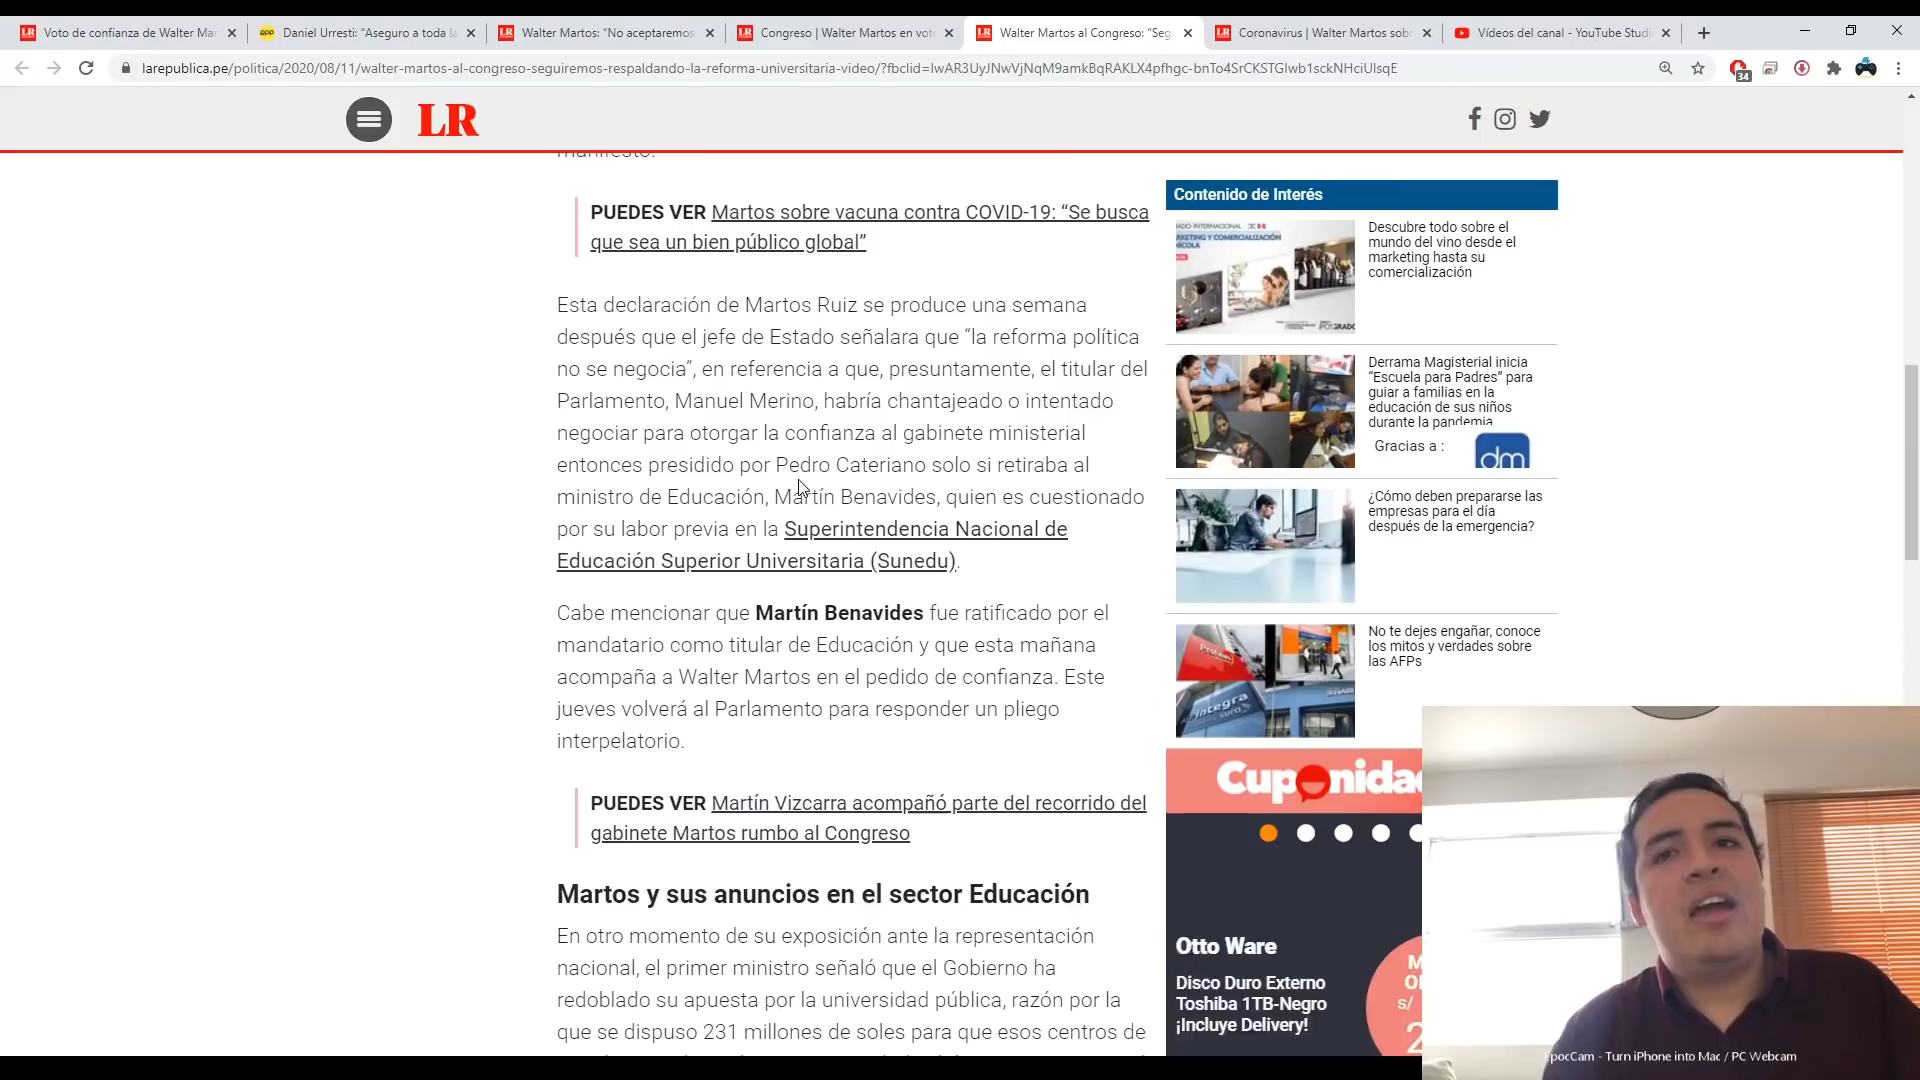 Voto de confianza de Walter Mar
Daniel Urresti: “Aseguro a toda la
Walter Martos: “No aceptaremos
Congreso | Walter Martos en voto
Walter Martos al Congreso: “Seg
Coronavirus | Walter Martos sobr
Vídeos del canal - YouTube Studi
larepublica.pe/politica/2020/08/11/walter-martos-al-congreso-seguiremos-respaldando-la-reforma-universitaria-video/?fbclid=IwAR3UyJNwVjNqM9amkBqRAKLX4pfhgc-bnTo4SrCKSTGlwb1sckNHciUlsqE
34
LR
manifestó.
PUEDES VER Martos sobre vacuna contra COVID-19: “Se busca
que sea un bien público global”
Esta declaración de Martos Ruiz se produce una semana
después que el jefe de Estado señalara que “la reforma política
no se negocia”, en referencia a que, presuntamente, el titular del
Parlamento, Manuel Merino, habría chantajeado o intentado
negociar para otorgar la confianza al gabinete ministerial
entonces presidido por Pedro Cateriano solo si retiraba al
ministro de Educación, Martín Benavides, quien es cuestionado
por su labor previa en la Superintendencia Nacional de
Educación Superior Universitaria (Sunedu).
Cabe mencionar que Martín Benavides fue ratificado por el
mandatario como titular de Educación y que esta mañana
acompaña a Walter Martos en el pedido de confianza. Este
jueves volverá al Parlamento para responder un pliego
interpelatorio.
PUEDES VER Martín Vizcarra acompañó parte del recorrido del
gabinete Martos rumbo al Congreso
Martos y sus anuncios en el sector Educación
En otro momento de su exposición ante la representación
nacional, el primer ministro señaló que el Gobierno ha
redoblado su apuesta por la universidad pública, razón por la
que se dispuso 231 millones de soles para que esos centros de
Contenido de Interés
Descubre todo sobre el
mundo del vino desde el
marketing hasta su
comercialización
Derrama Magisterial inicia
“Escuela para Padres” para
guiar a familias en la
educación de sus niños
durante la pandemia
Gracias a :
dm
¿Cómo deben prepararse las
empresas para el día
después de la emergencia?
No te dejes engañar, conoce
los mitos y verdades sobre
las AFPs
Integra
Cuponidad
Otto Ware
Disco Duro Externo
Toshiba 1TB-Negro
¡Incluye Delivery!
S/
2
EpocCam - Turn iPhone into Mac / PC Webcam